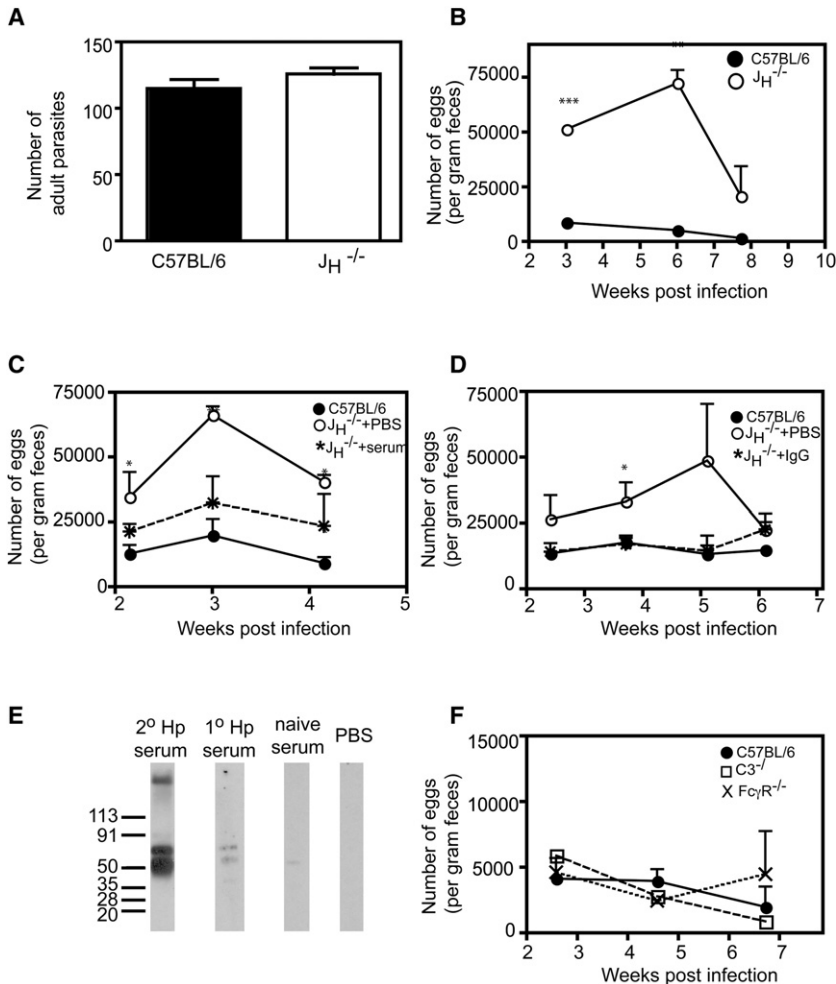 A
Number of
adult parasites
150
100
50
0
C57BL/6
JH -/-
B
Number of eggs
(per gram feces)
75000
50000
25000
0
***
**
C57BL/6
JH-/-
2 3 4 5 6 7 8 9 10
Weeks post infection
C
Number of eggs
(per gram feces)
75000
50000
25000
0
*
**
*
C57BL/6
JH-/-+PBS
JH-/-+serum
2 3 4 5
Weeks post infection
D
Number of eggs
(per gram feces)
75000
50000
25000
0
*
C57BL/6
JH-/-+PBS
JH-/-+IgG
2 3 4 5 6 7
Weeks post infection
E
2o Hp
serum
1o Hp
serum
naive
serum
PBS
113
91
50
35
28
20
F
Number of eggs
(per gram feces)
15000
10000
5000
0
C57BL/6
C3-/
FcγR-/-
2 3 4 5 6 7
Weeks post infection